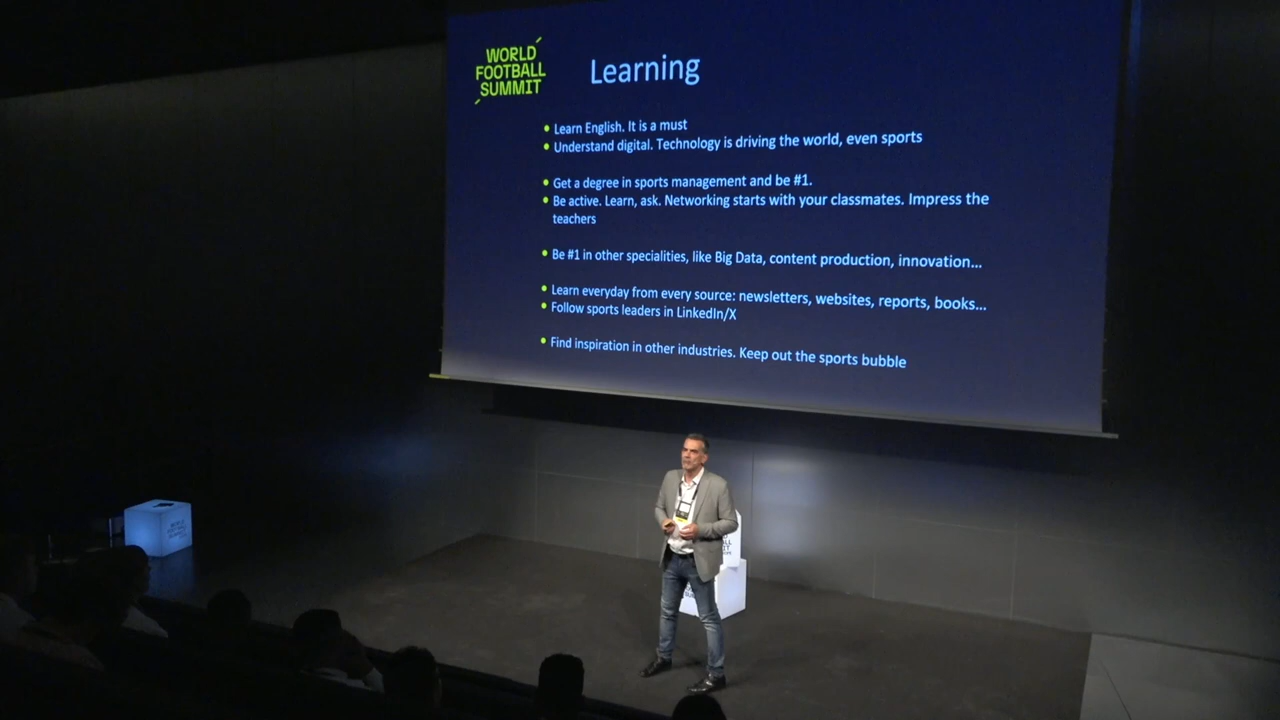 WORLD
FOOTBALL
SUMMIT
Learning
Learn English. It is a must
Understand digital. Technology is driving the world, even sports
Get a degree in sports management and be #1.
Be active. Learn, ask. Networking starts with your classmates. Impress the
teachers
Be #1 in other specialities, like Big Data, content production, innovation...
Learn everyday from every source: newsletters, websites, reports, books...
Follow sports leaders in LinkedIn/X
Find inspiration in other industries. Keep out the sports bubble
WORLD
FOOTBALL
SUMMIT